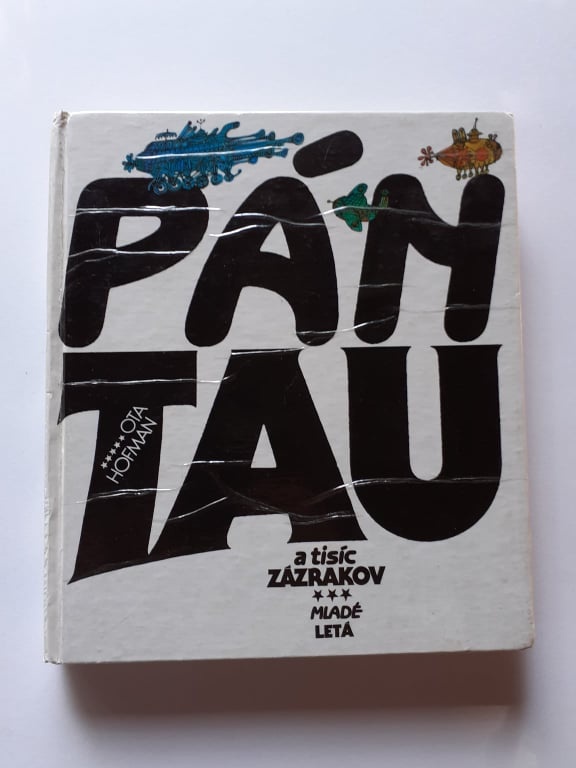 PÁN
TAU
OTA
★★★★★ HOFMAN
a tisíc
ZÁZRAKOV
★★★
MLADÉ
LETÁ